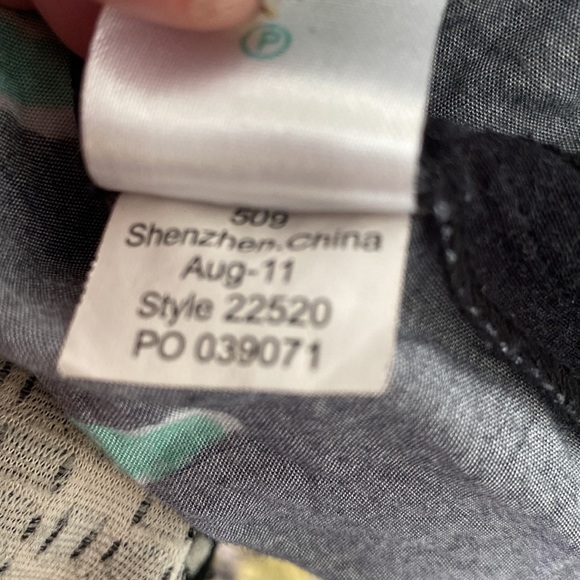 P
509
Shenzhen.China
Aug-11
Style 22520
PO 039071